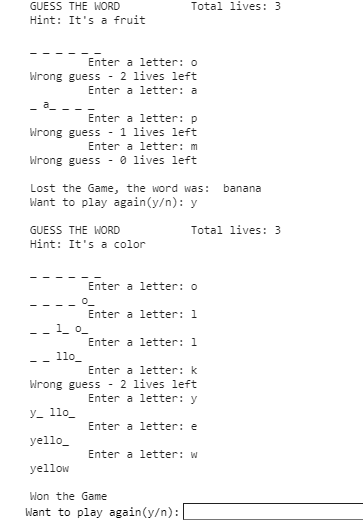 GUESS THE WORD Total lives: 3
Hint: It's a fruit
_ _ _ _ _ _
Enter a letter: o
Wrong guess - 2 lives left
Enter a letter: a
_ a_ _ _ _
Enter a letter: p
Wrong guess - 1 lives left
Enter a letter: m
Wrong guess - 0 lives left
Lost the Game, the word was: banana
Want to play again(y/n): y
GUESS THE WORD Total lives: 3
Hint: It's a color
_ _ _ _ _ _
Enter a letter: o
_ _ _ _ o_
Enter a letter: l
_ _ l_ o_
Enter a letter: l
_ _ llo_
Enter a letter: k
Wrong guess - 2 lives left
Enter a letter: y
y_ llo_
Enter a letter: e
yello_
Enter a letter: w
yellow
Won the Game
Want to play again(y/n):